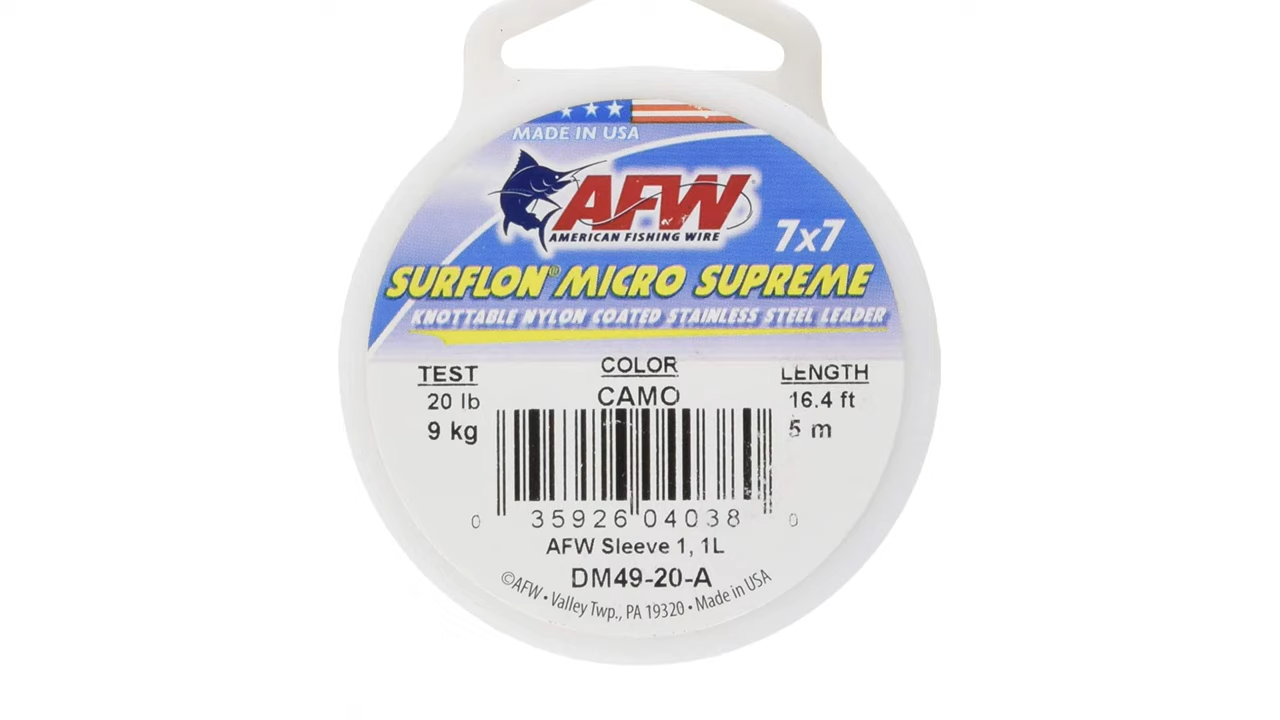 MADE IN USA
AFW
AMERICAN FISHING WIRE
7x7
SURFLON® MICRO SUPREME
KNOTTABLE NYLON COATED STAINLESS STEEL LEADER
TEST
20 lb
9 kg
COLOR
CAMO
LENGTH
16.4 ft
5 m
0 35926 04038 0
AFW Sleeve 1, 1L
DM49-20-A
©AFW • Valley Twp., PA 19320 • Made in USA